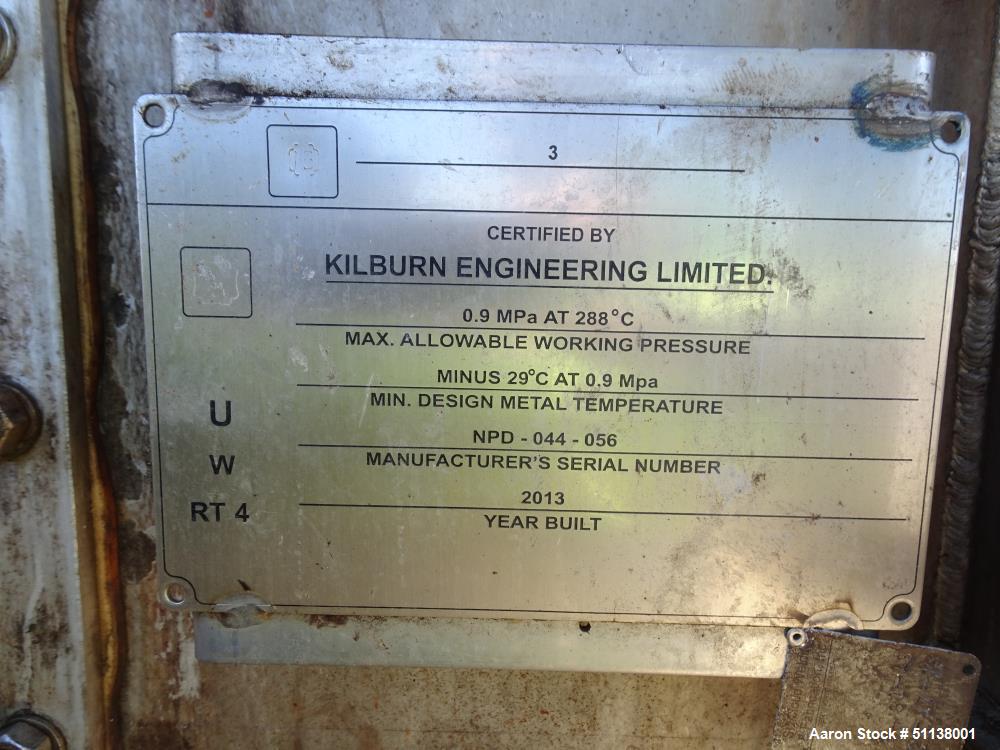 3
CERTIFIED BY
KILBURN ENGINEERING LIMITED.
0.9 MPa AT 288°C
MAX. ALLOWABLE WORKING PRESSURE
MINUS 29°C AT 0.9 Mpa
MIN. DESIGN METAL TEMPERATURE
U
NPD - 044 - 056
W
MANUFACTURER'S SERIAL NUMBER
2013
RT 4
YEAR BUILT
Aaron Stock # 51138001